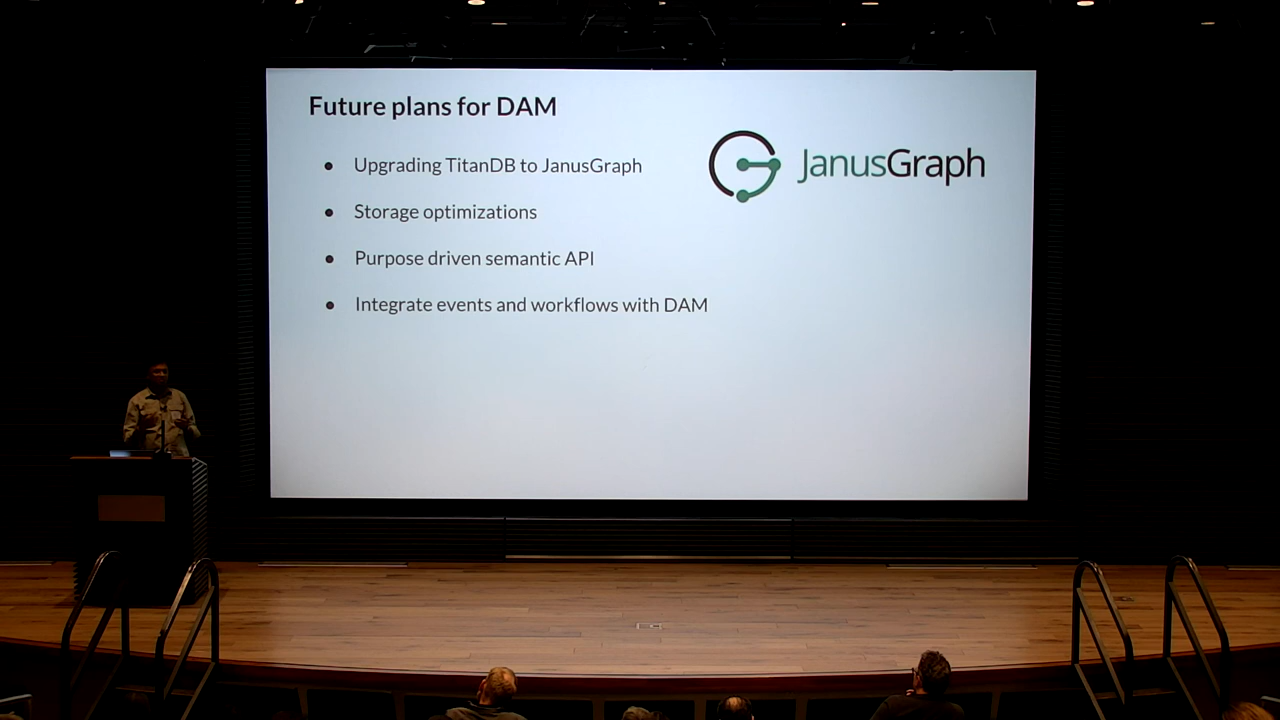 Future plans for DAM
JanusGraph
● Upgrading TitanDB to JanusGraph
● Storage optimizations
● Purpose driven semantic API
● Integrate events and workflows with DAM